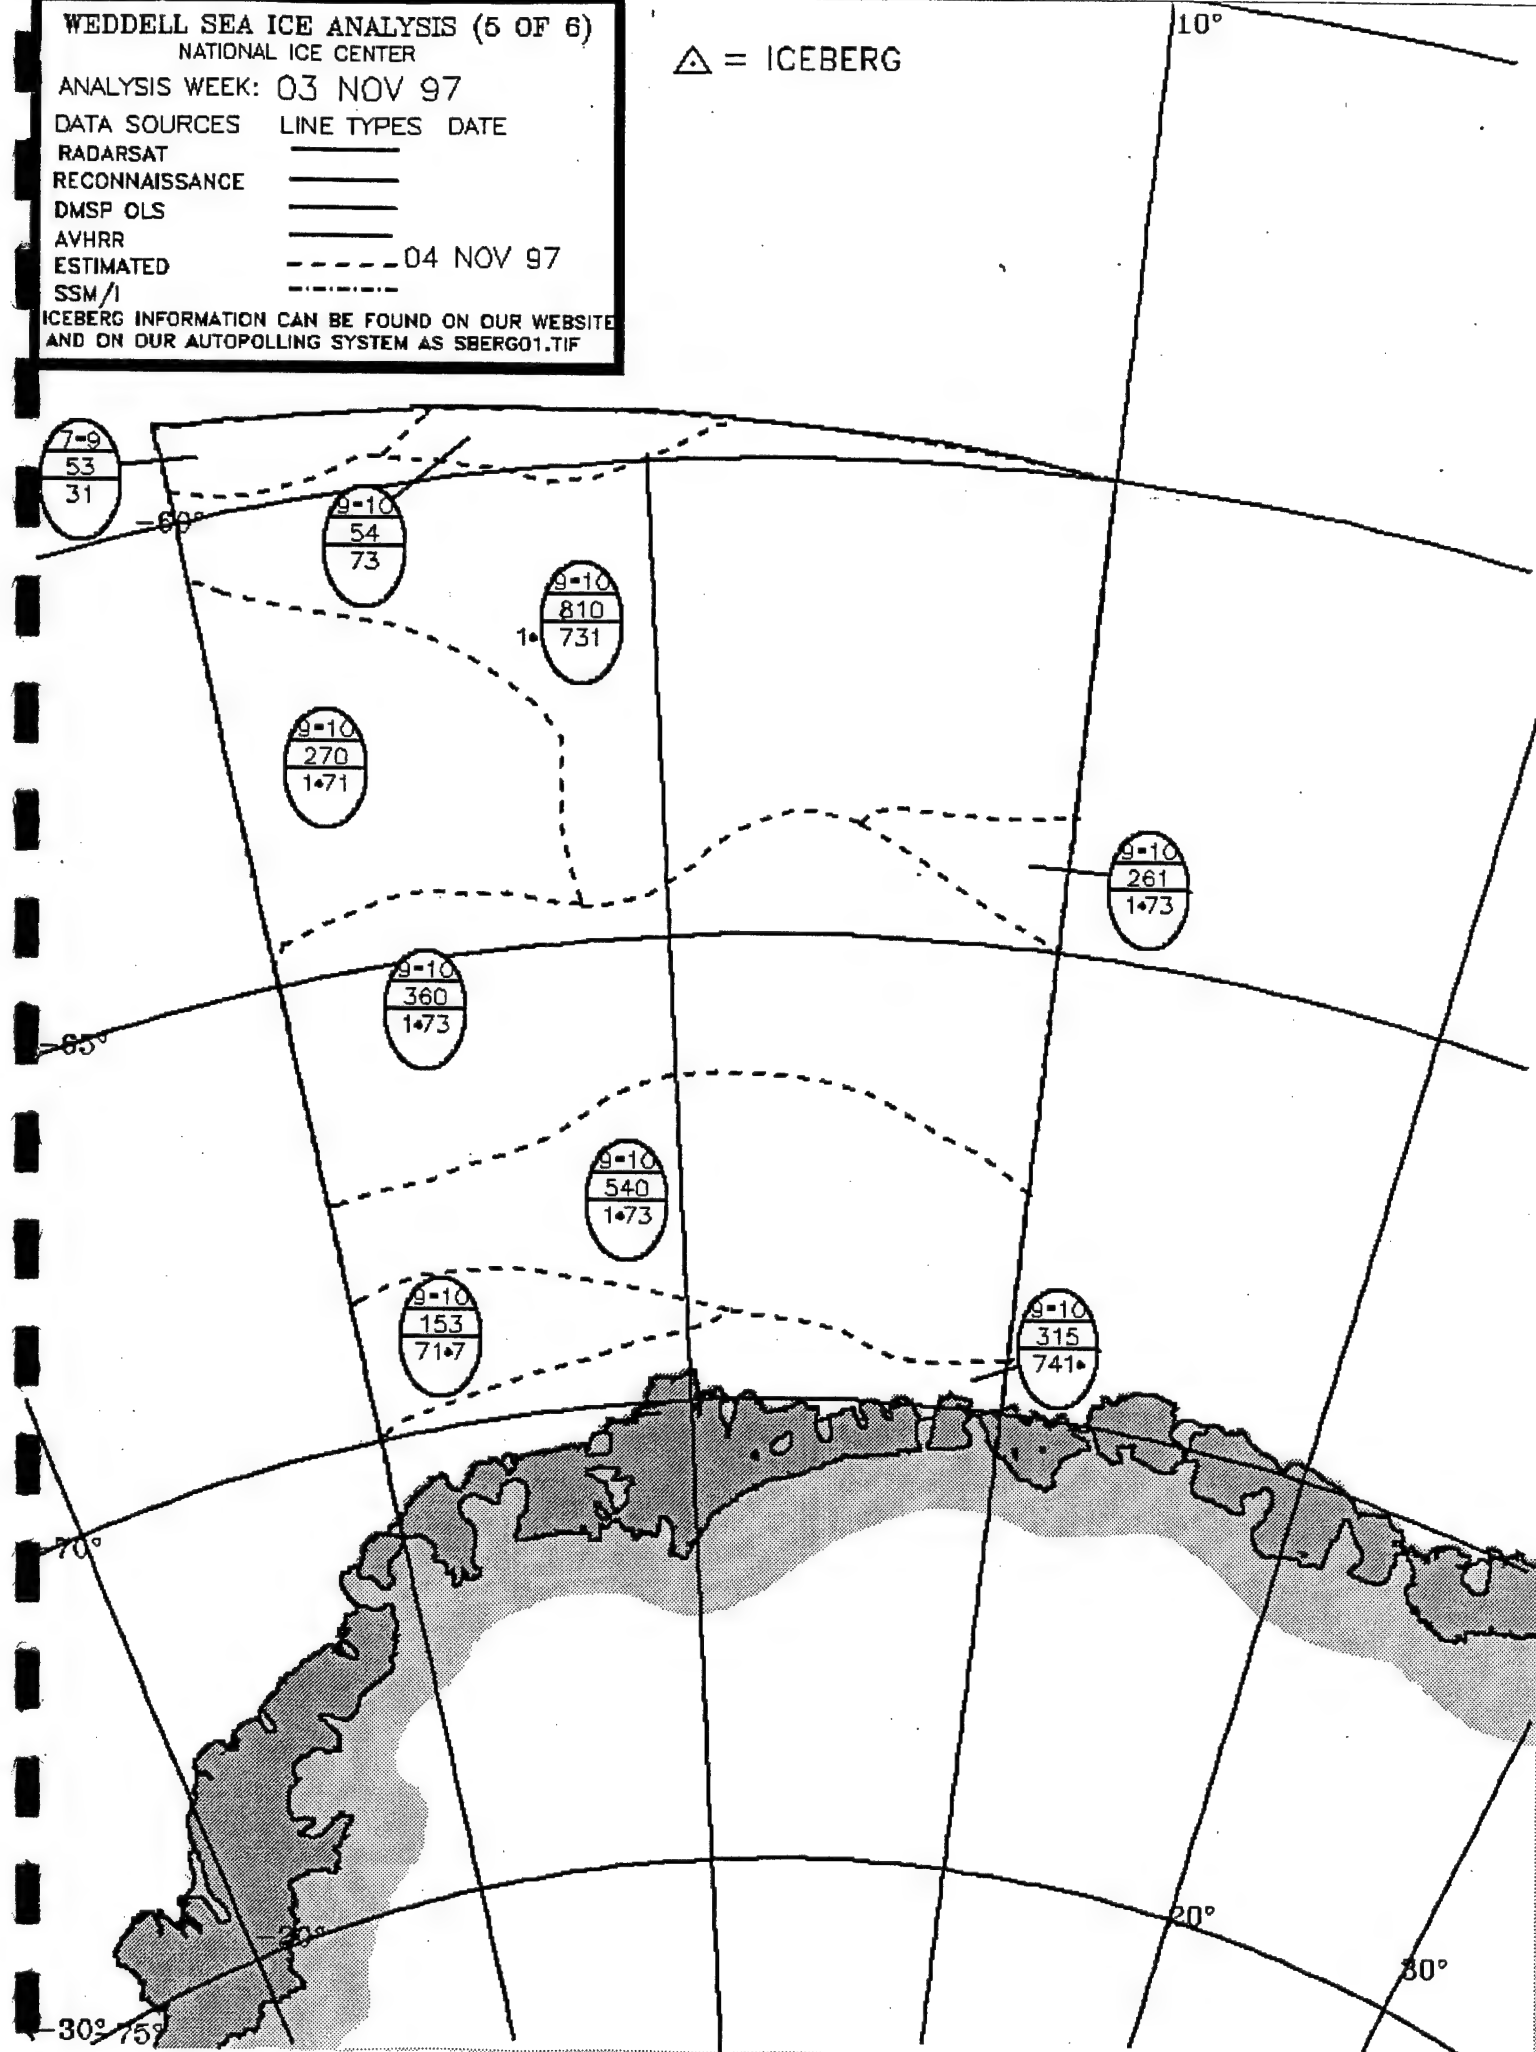 WEDDELL SEA ICE ANALYSIS (5 OF 6)
NATIONAL ICE CENTER
ANALYSIS WEEK: 03 NOV 97
DATA SOURCES LINE TYPES DATE
RADARSAT
RECONNAISSANCE
DMSP OLS
AVHRR
ESTIMATED 04 NOV 97
SSM/I
ICEBERG INFORMATION CAN BE FOUND ON OUR WEBSITE
AND ON OUR AUTOPOLLING SYSTEM AS SBERG01.TIF
= ICEBERG
10°
7-9
53
31
-60°
9-10
54
73
9-10
810
1• 731
9-10
270
1•71
9-10
261
1•73
9-10
360
1•73
-65°
9-10
540
1•73
9-10
153
71•7
9-10
315
741•
-70°
-20°
20°
30°
-30°
-75°